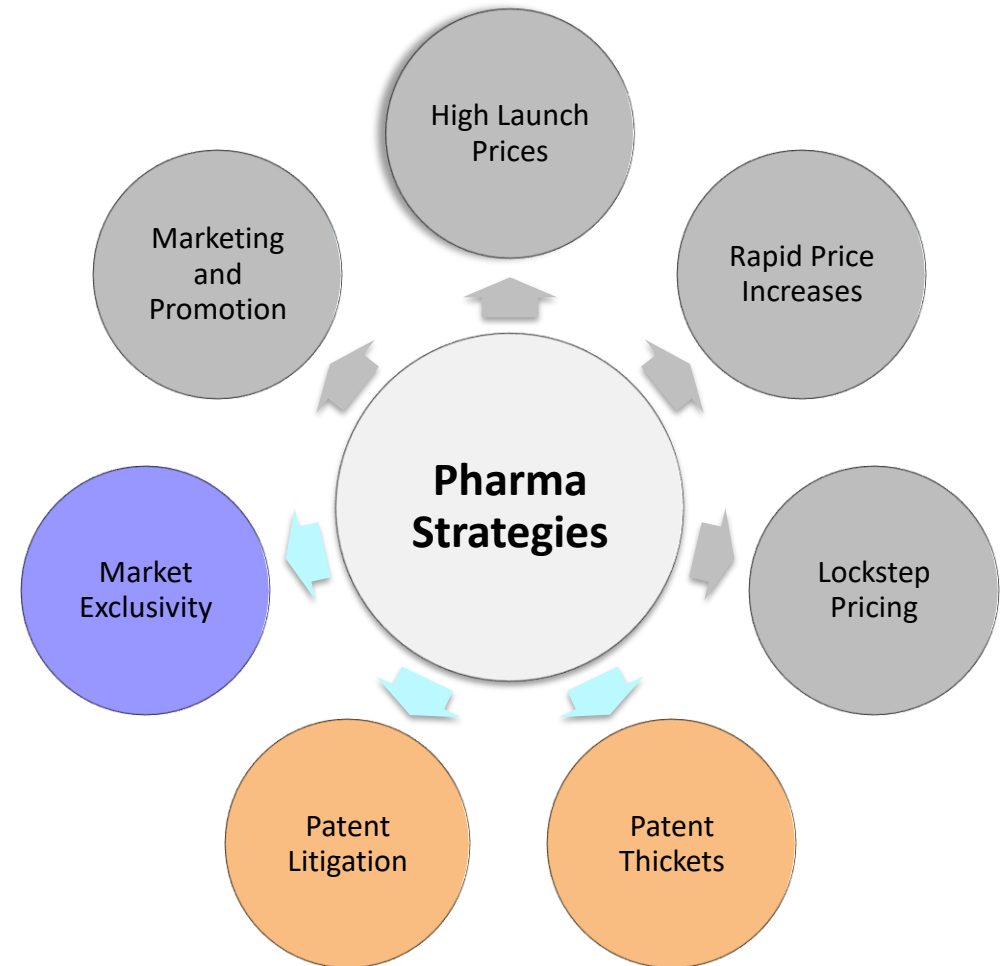 High Launch
Prices
Marketing
and
Promotion
Rapid Price
Increases
Pharma
Strategies
Market
Exclusivity
Lockstep
Pricing
Patent
Litigation
Patent
Thickets